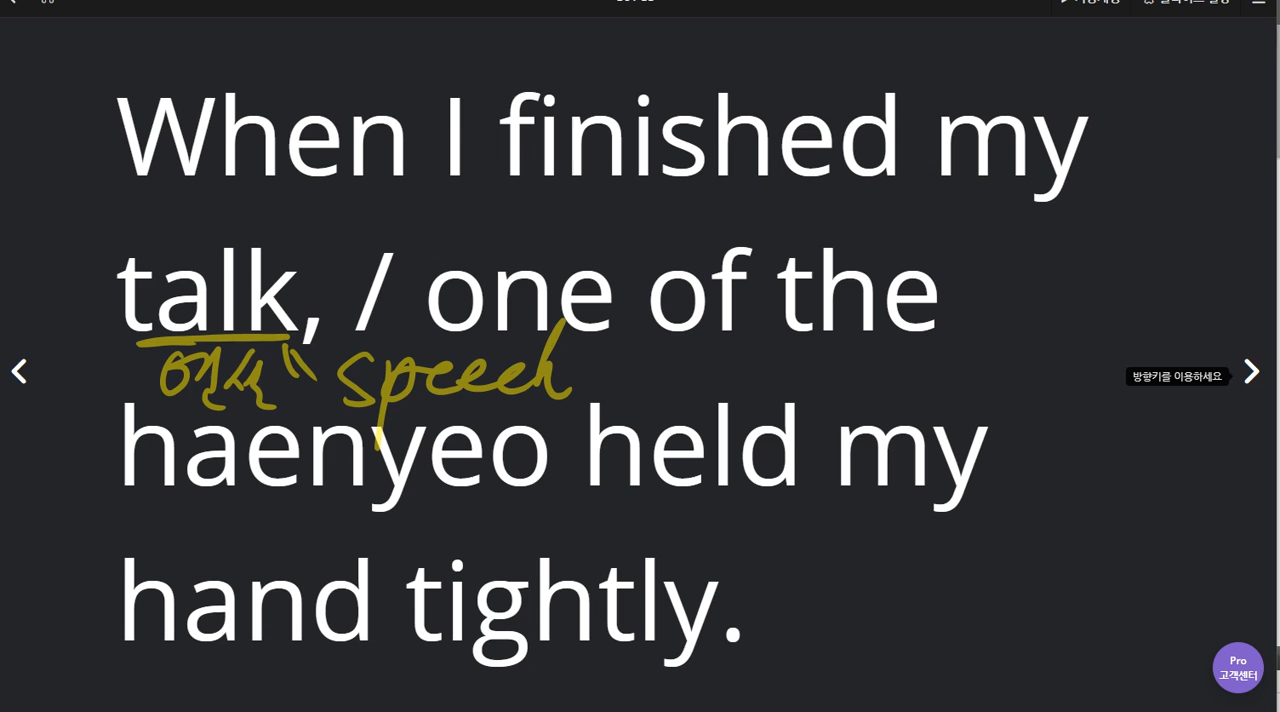 When I finished my
talk, / one of the
연설 " speech
haenyeo held my
방향키를 이용하세요
hand tightly.
Pro
고객센터